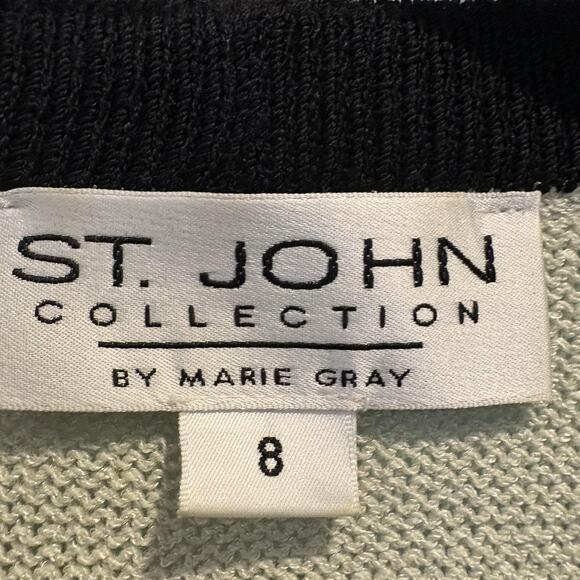 ST. JOHN
COLLECTION
BY MARIE GRAY
8